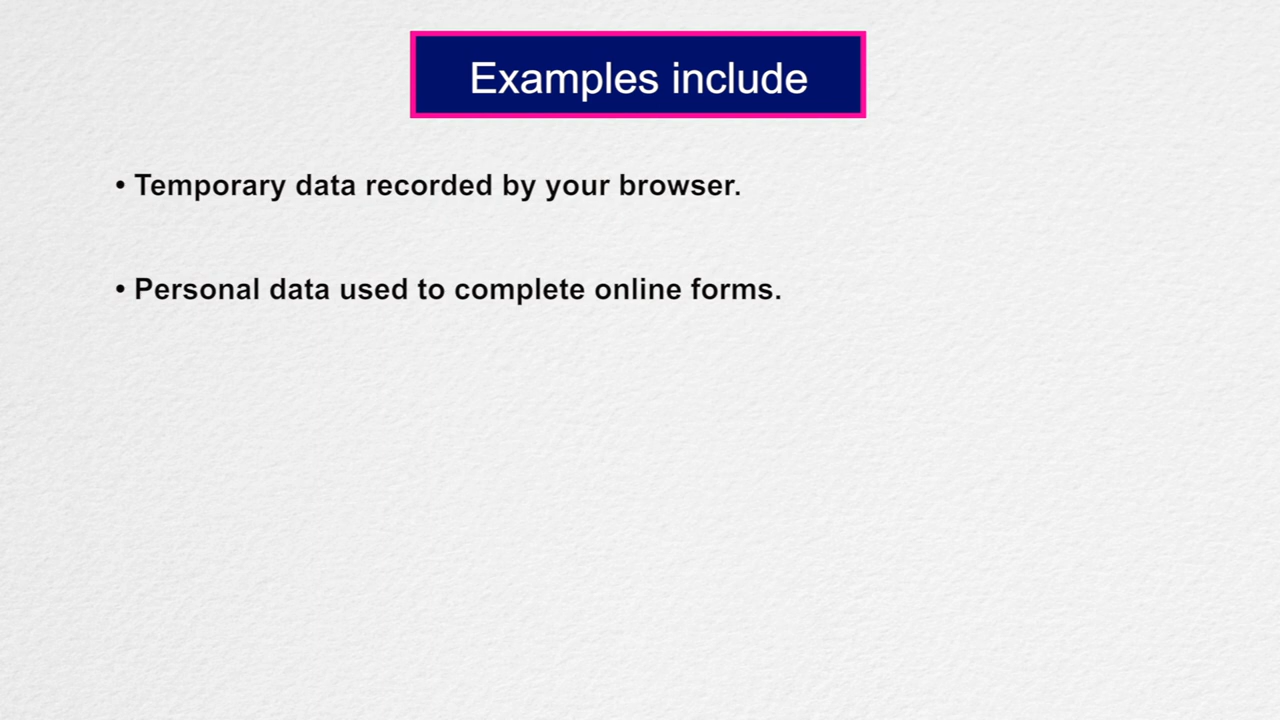 Examples include
• Temporary data recorded by your browser.
• Personal data used to complete online forms.